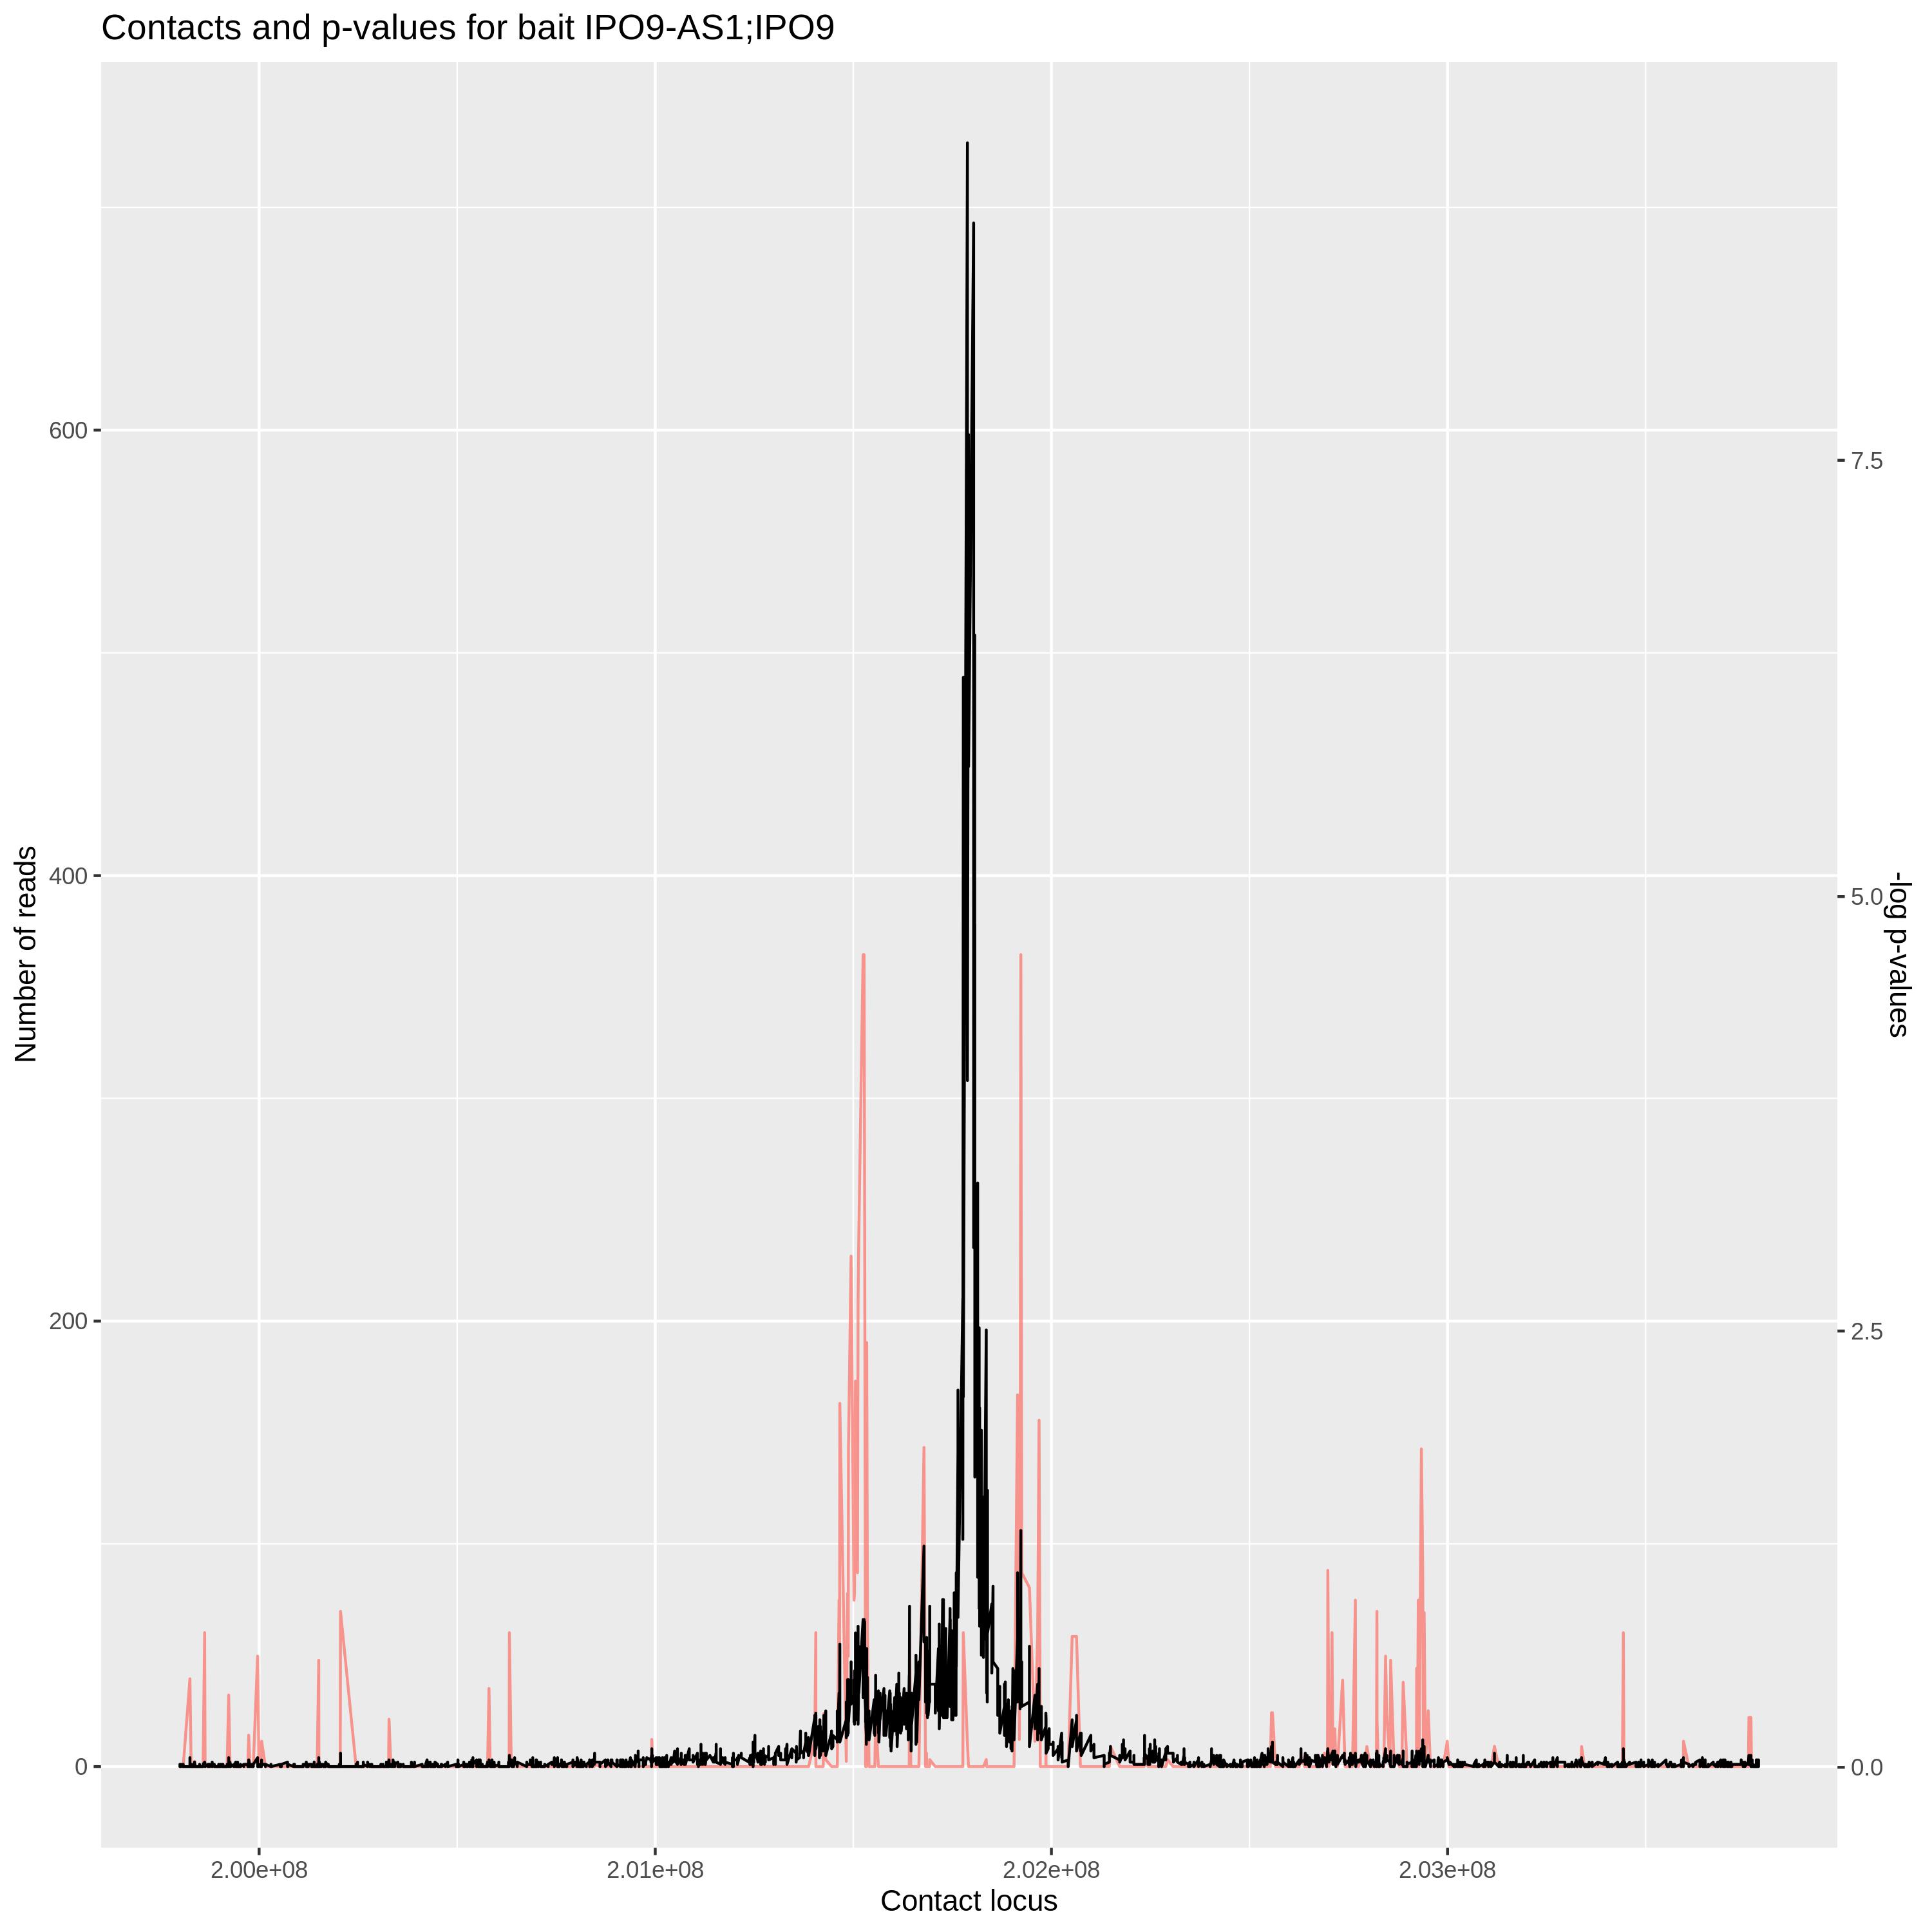 Contacts and p-values for bait IPO9-AS1;IPO9
600
400
200
0
Number of reads
7.5
5.0
2.5
0.0
-log p-values
2.00e+08 2.01e+08 2.02e+08 2.03e+08
Contact locus